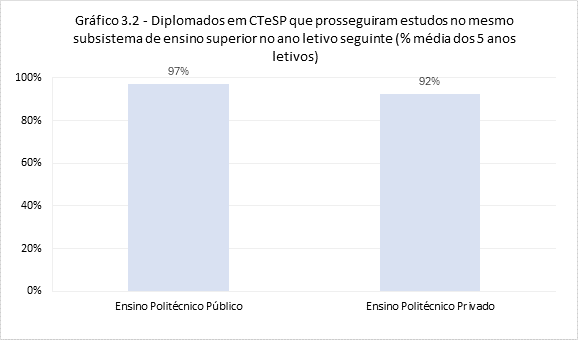 Gráfico 3.2 - Diplomados em CTeSP que prosseguiram estudos no mesmo
subsistema de ensino superior no ano letivo seguinte (% média dos 5 anos
letivos)
97%
92%
100%
80%
60%
40%
20%
0%
Ensino Politécnico Público
Ensino Politécnico Privado